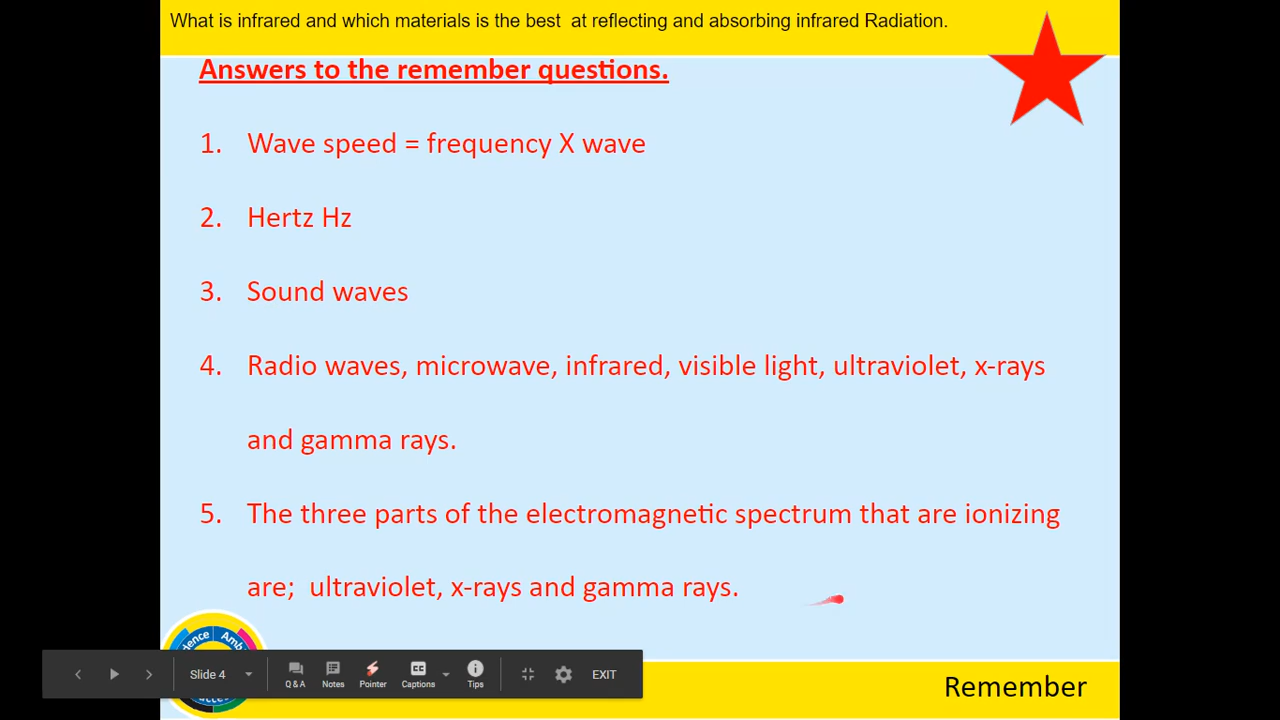 What is infrared and which materials is the best at reflecting and absorbing infrared Radiation.
Answers to the remember questions.
1. Wave speed = frequency X wave
2. Hertz Hz
3. Sound waves
4. Radio waves, microwave, infrared, visible light, ultraviolet, x-rays
and gamma rays.
5. The three parts of the electromagnetic spectrum that are ionizing
are; ultraviolet, x-rays and gamma rays.
Slide 4
Q & A
Notes
Pointer
CC
Captions
Tips
EXIT
Remember